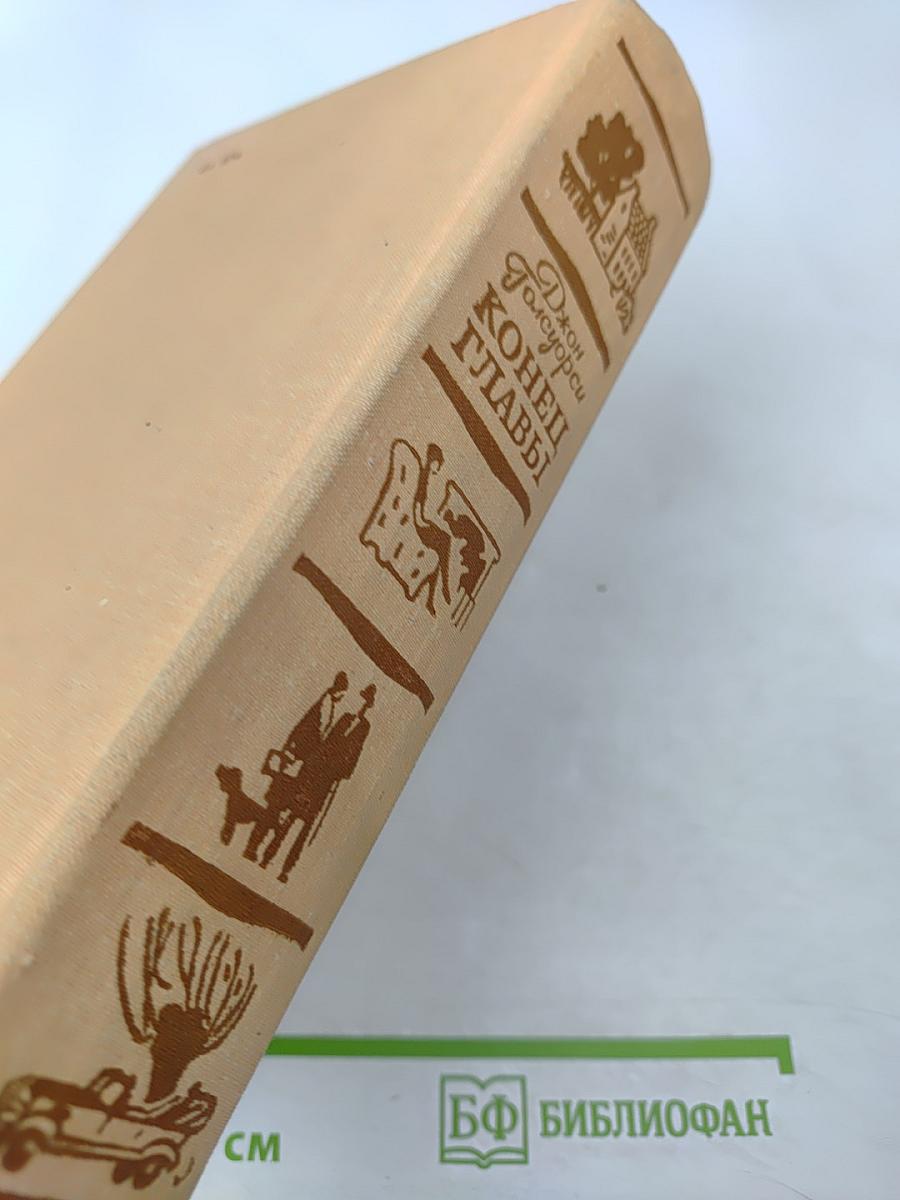 Джон
Голсуорси
КОНЕЦ
ГЛАВЫ
см
БФ БИБЛИОФАН